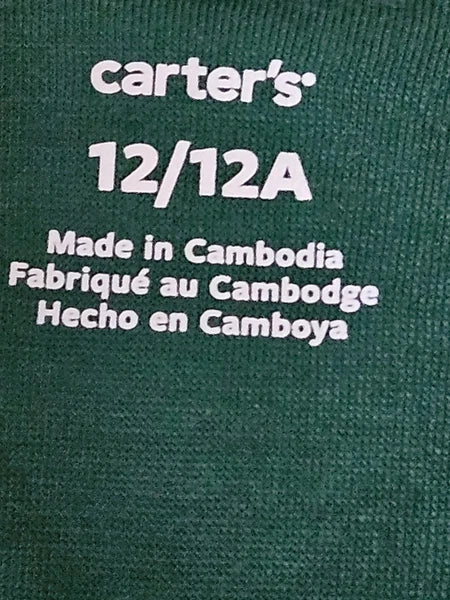 carter's
12/12A
Made in Cambodia
Fabriqué au Cambodge
Hecho en Camboya